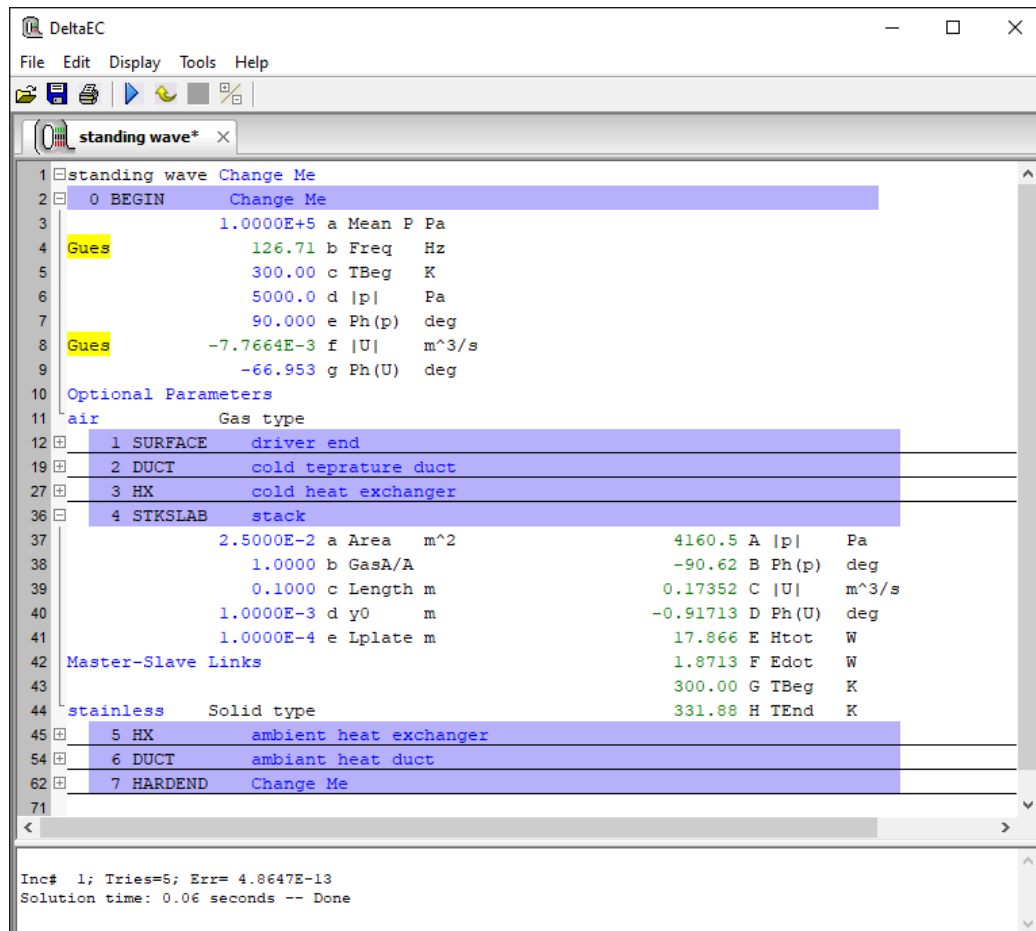 DeltaEC
File Edit Display Tools Help
standing wave*
1 standing wave Change Me
2 0 BEGIN Change Me
3 1.0000E+5 a Mean P Pa
4 Gues 126.71 b Freq Hz
5 300.00 c TBeg K
6 5000.0 d |p| Pa
7 90.000 e Ph(p) deg
8 Gues -7.7664E-3 f |U| m^3/s
9 -66.953 g Ph(U) deg
10 Optional Parameters
11 air Gas type
12 1 SURFACE driver end
19 2 DUCT cold teprature duct
27 3 HX cold heat exchanger
36 4 STKSLAB stack
37 2.5000E-2 a Area m^2 4160.5 A |p| Pa
38 1.0000 b GasA/A -90.62 B Ph(p) deg
39 0.1000 c Length m 0.17352 C |U| m^3/s
40 1.0000E-3 d y0 m -0.91713 D Ph(U) deg
41 1.0000E-4 e Lplate m 17.866 E Htot W
42 Master-Slave Links 1.8713 F Edot W
43 300.00 G TBeg K
44 stainless Solid type 331.88 H TEnd K
45 5 HX ambient heat exchanger
54 6 DUCT ambiant heat duct
62 7 HARDEND Change Me
71
Inc# 1; Tries=5; Err= 4.8647E-13
Solution time: 0.06 seconds -- Done